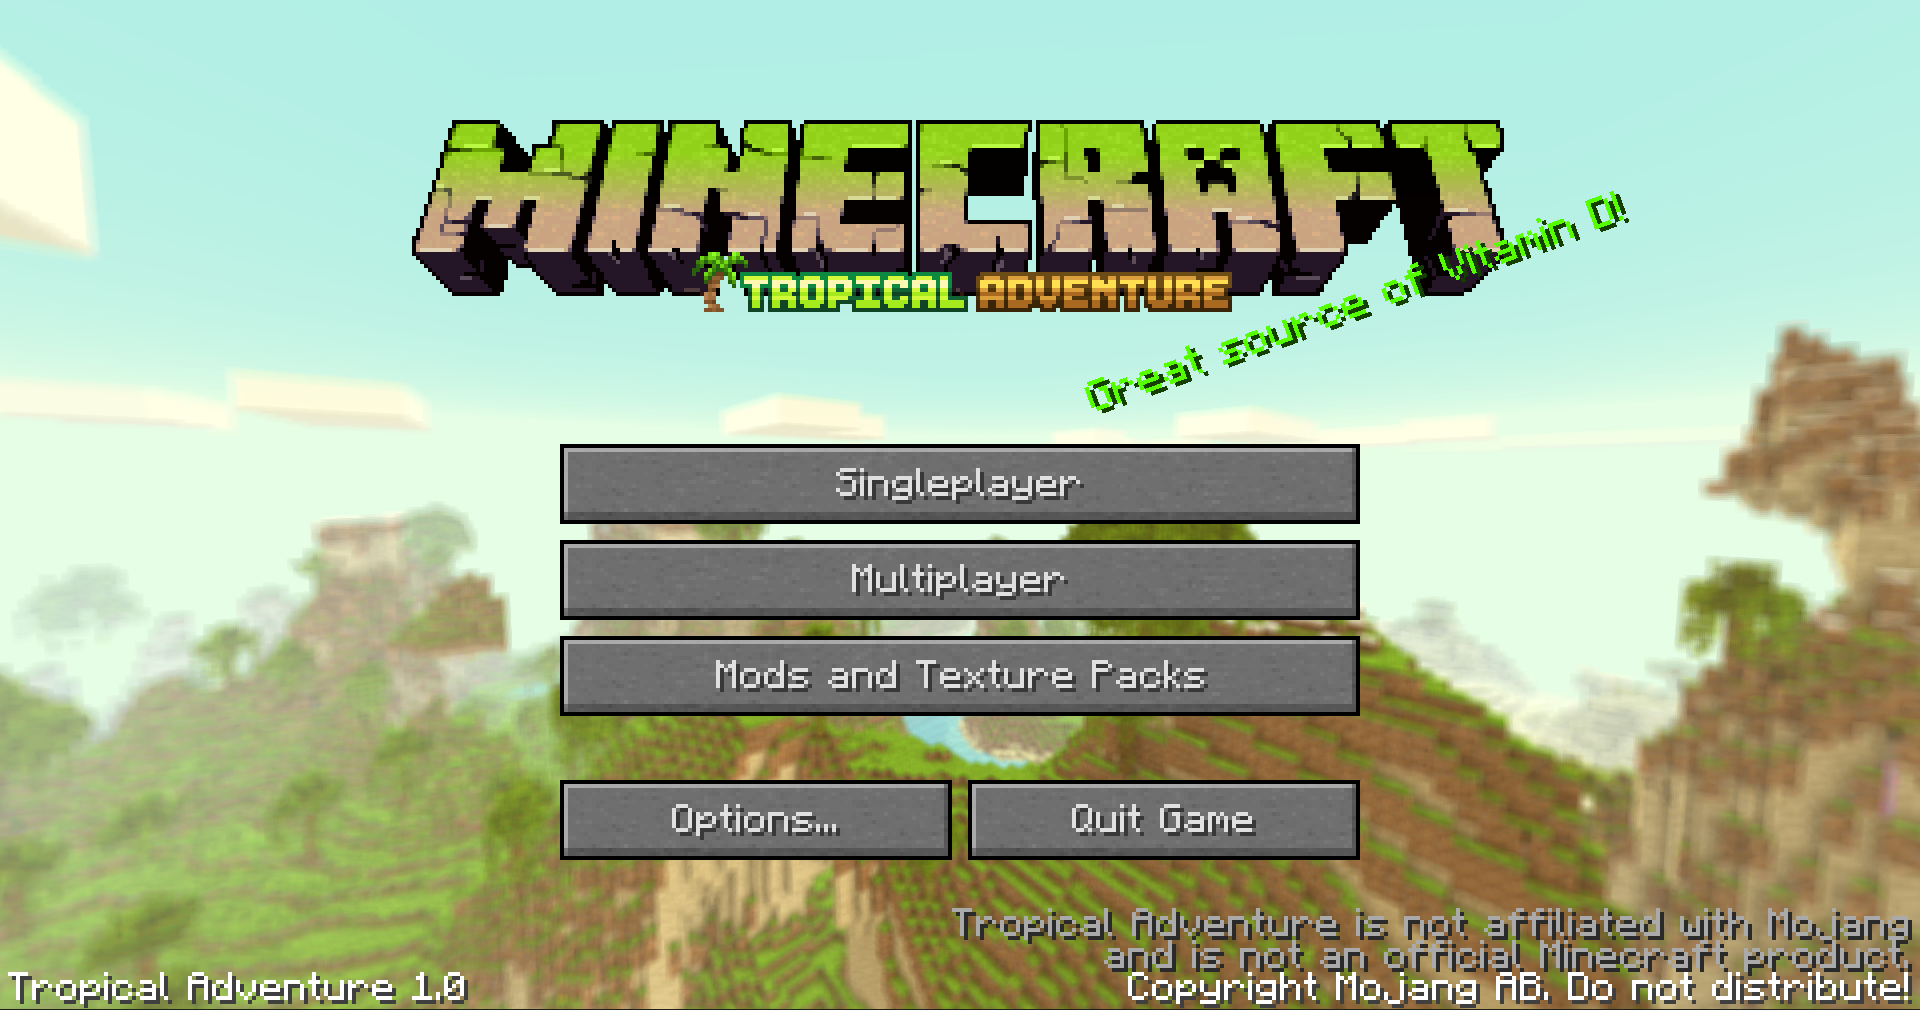 MINECRAFT
TROPICAL ADVENTURE
Great source of Vitamin D!
Singleplayer
Multiplayer
Mods and Texture Packs
Options...
Quit Game
Tropical Adventure is not affiliated with Mojang
and is not an official Minecraft product.
Tropical Adventure 1.0
Copyright Mojang AB. Do not distribute!